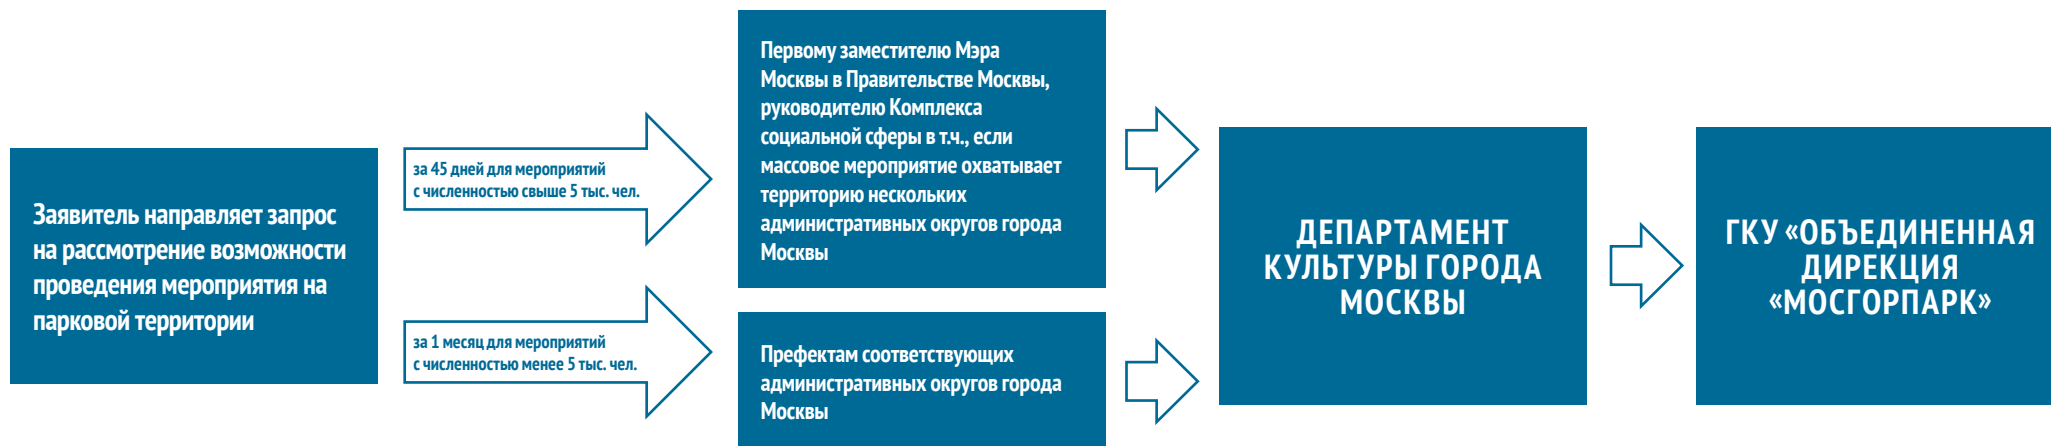 Заявитель направляет запрос
на рассмотрение возможности
проведения мероприятия на
парковой территории
за 45 дней для мероприятий
с численностью свыше 5 тыс. чел.
за 1 месяц для мероприятий
с численностью менее 5 тыс. чел.
Первому заместителю Мэра
Москвы в Правительстве Москвы,
руководителю Комплекса
социальной сферы в т.ч., если
массовое мероприятие охватывает
территорию нескольких
административных округов города
Москвы
Префектам соответствующих
административных округов города
Москвы
ДЕПАРТАМЕНТ
КУЛЬТУРЫ ГОРОДА
МОСКВЫ
ГКУ «ОБЪЕДИНЕННАЯ
ДИРЕКЦИЯ
«МОСГОРПАРК»